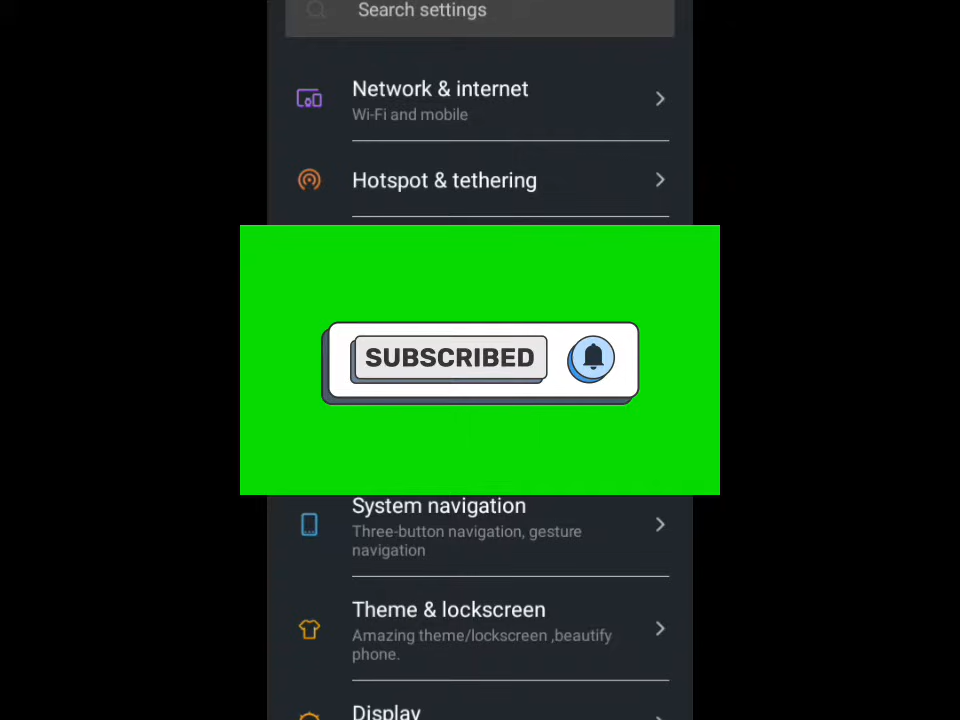 Search settings
Network & internet
Wi-Fi and mobile
Hotspot & tethering
SUBSCRIBED
System navigation
Three-button navigation, gesture
navigation
Theme & lockscreen
Amazing theme/lockscreen ,beautify
phone.
Display